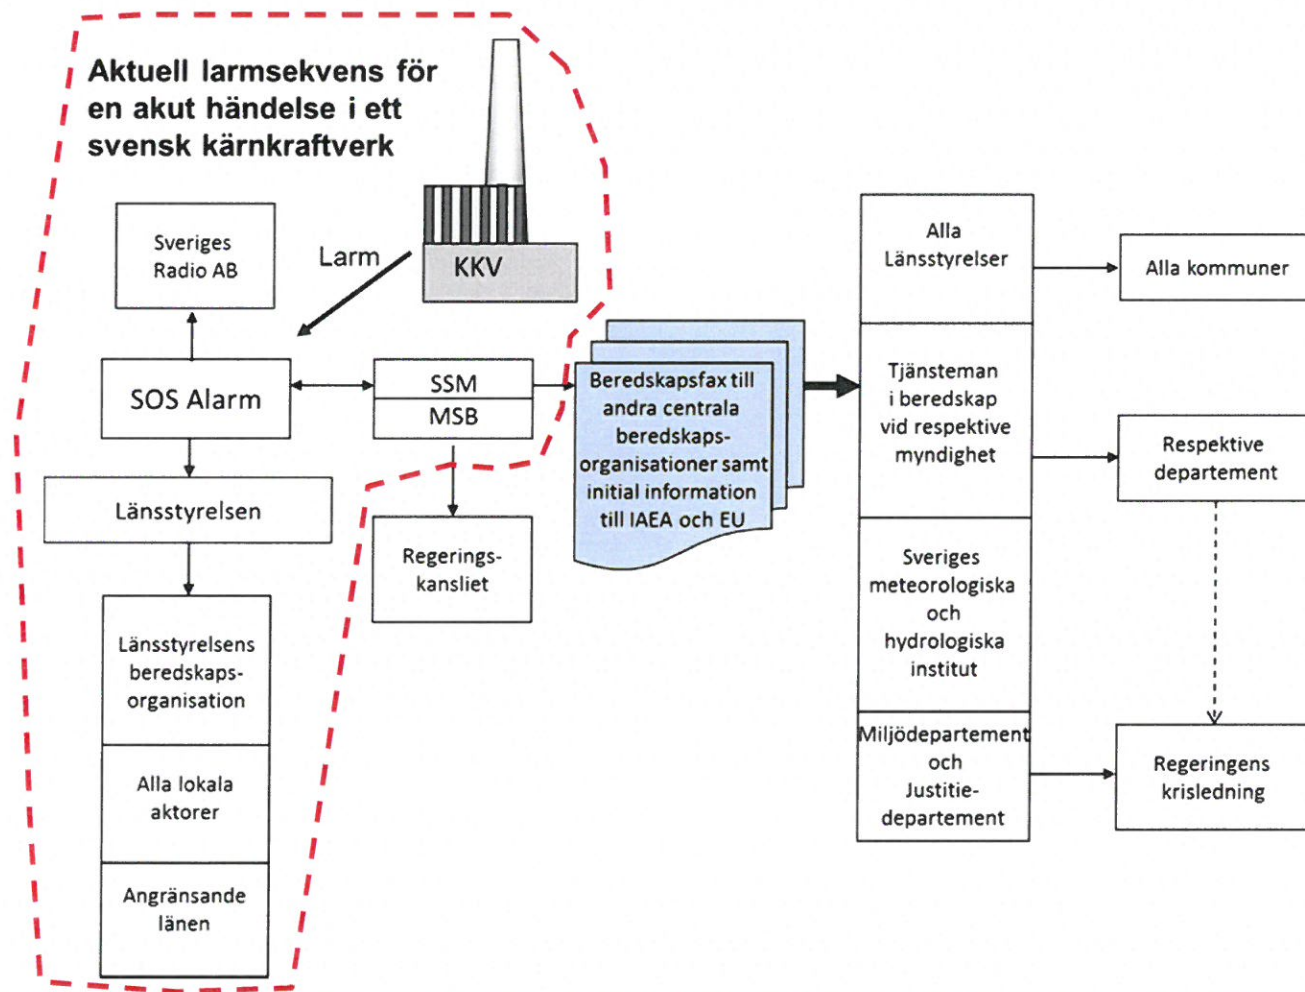 Aktuell larmsekvens för
en akut händelse i ett
svensk kärnkraftverk
Sveriges
Radio AB
Larm
KKV
SOS Alarm
SSM
MSB
Länsstyrelsen
Regerings-
kansliet
Länsstyrelsens
beredskaps-
organisation
Alla lokala
aktorer
Angränsande
länen
Beredskapsfax till
andra centrala
beredskaps-
organisationer samt
initial information
till IAEA och EU
Alla
Länsstyrelser
Tjänsteman
i beredskap
vid respektive
myndighet
Sveriges
meteorologiska
och
hydrologiska
institut
Miljödepartement
och
Justitie-
departement
Alla kommuner
Respektive
departement
Regeringens
krisledning